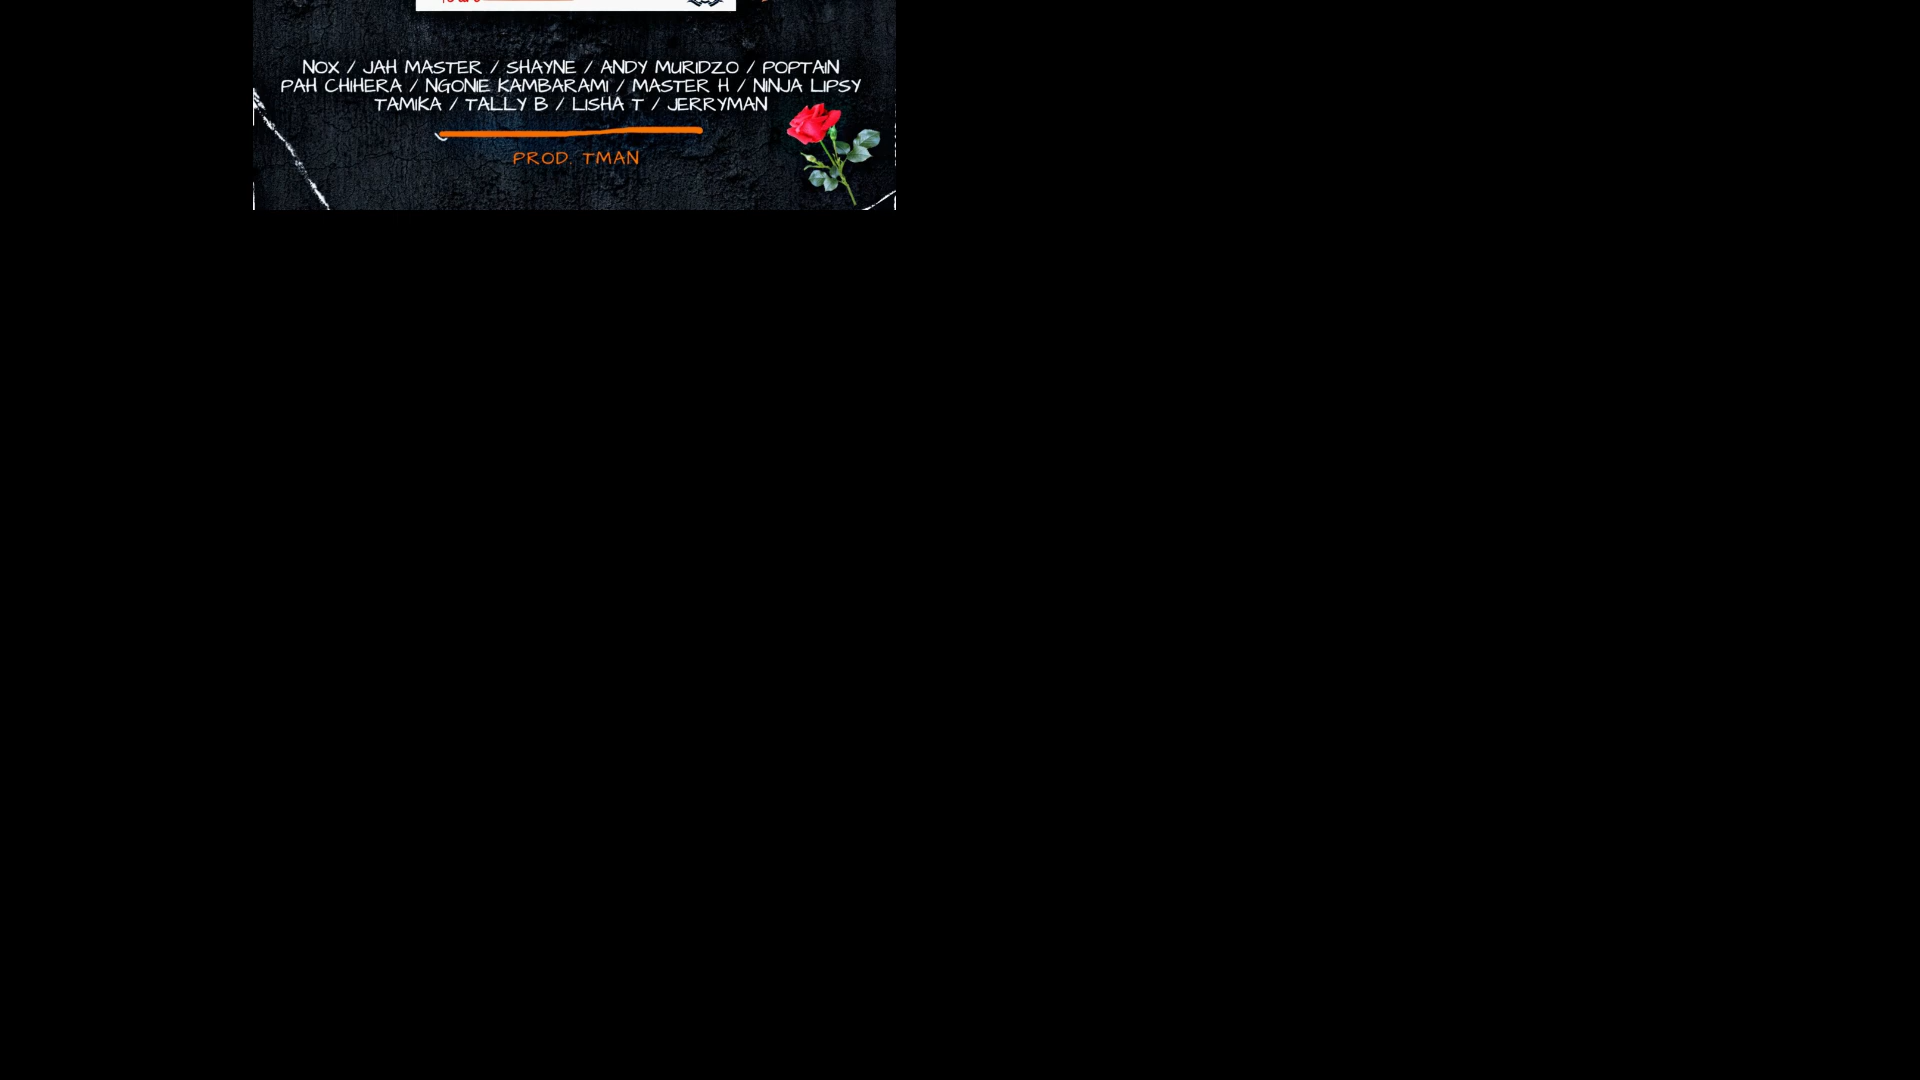 NOX / JAH MASTER / SHAYNE / ANDY MURIDZO / POPTAIN
PAH CHIHERA / NGONIE KAMBARAMI / MASTER H / NINJA LIPSY
TAMIKA / TALLY B / LISHA T / JERRYMAN
PROD. TMAN